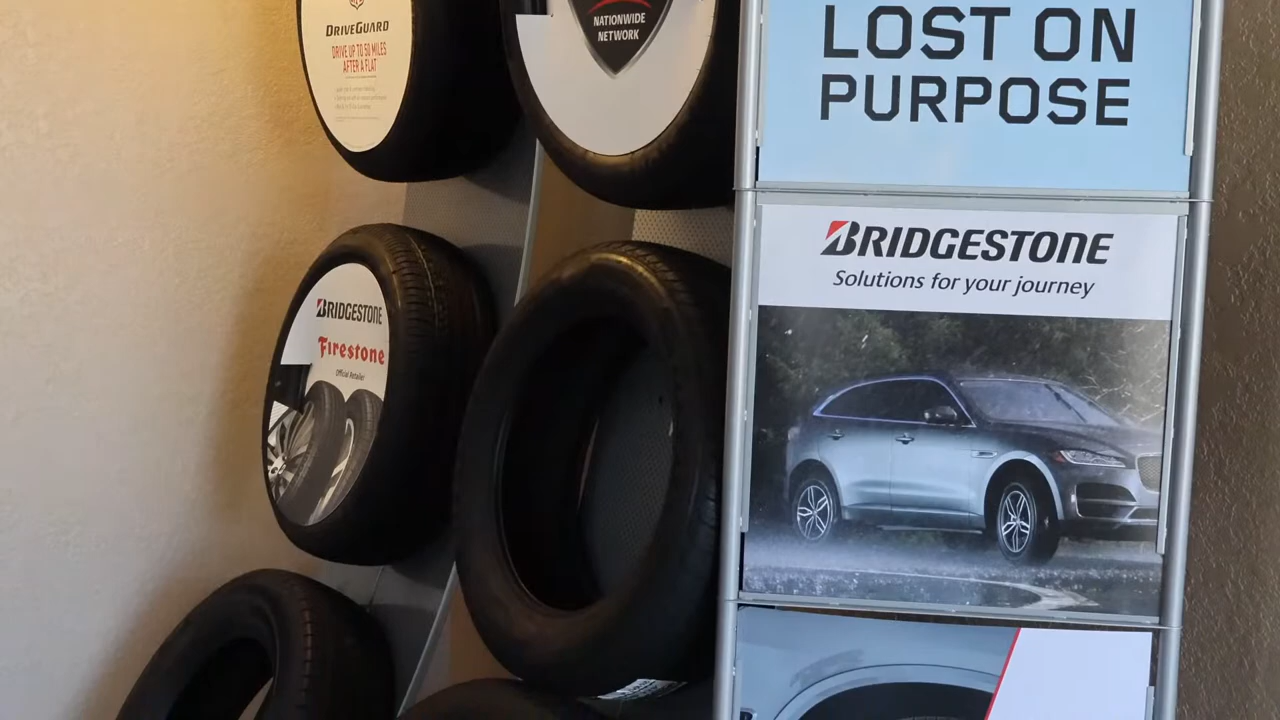 DRIVEGUARD
DRIVE UP TO 50 MILES
AFTER A FLAT
NATIONWIDE
NETWORK
LOST ON
PURPOSE
BRIDGESTONE
Solutions for your journey
BRIDGESTONE
Firestone
Official Retailer